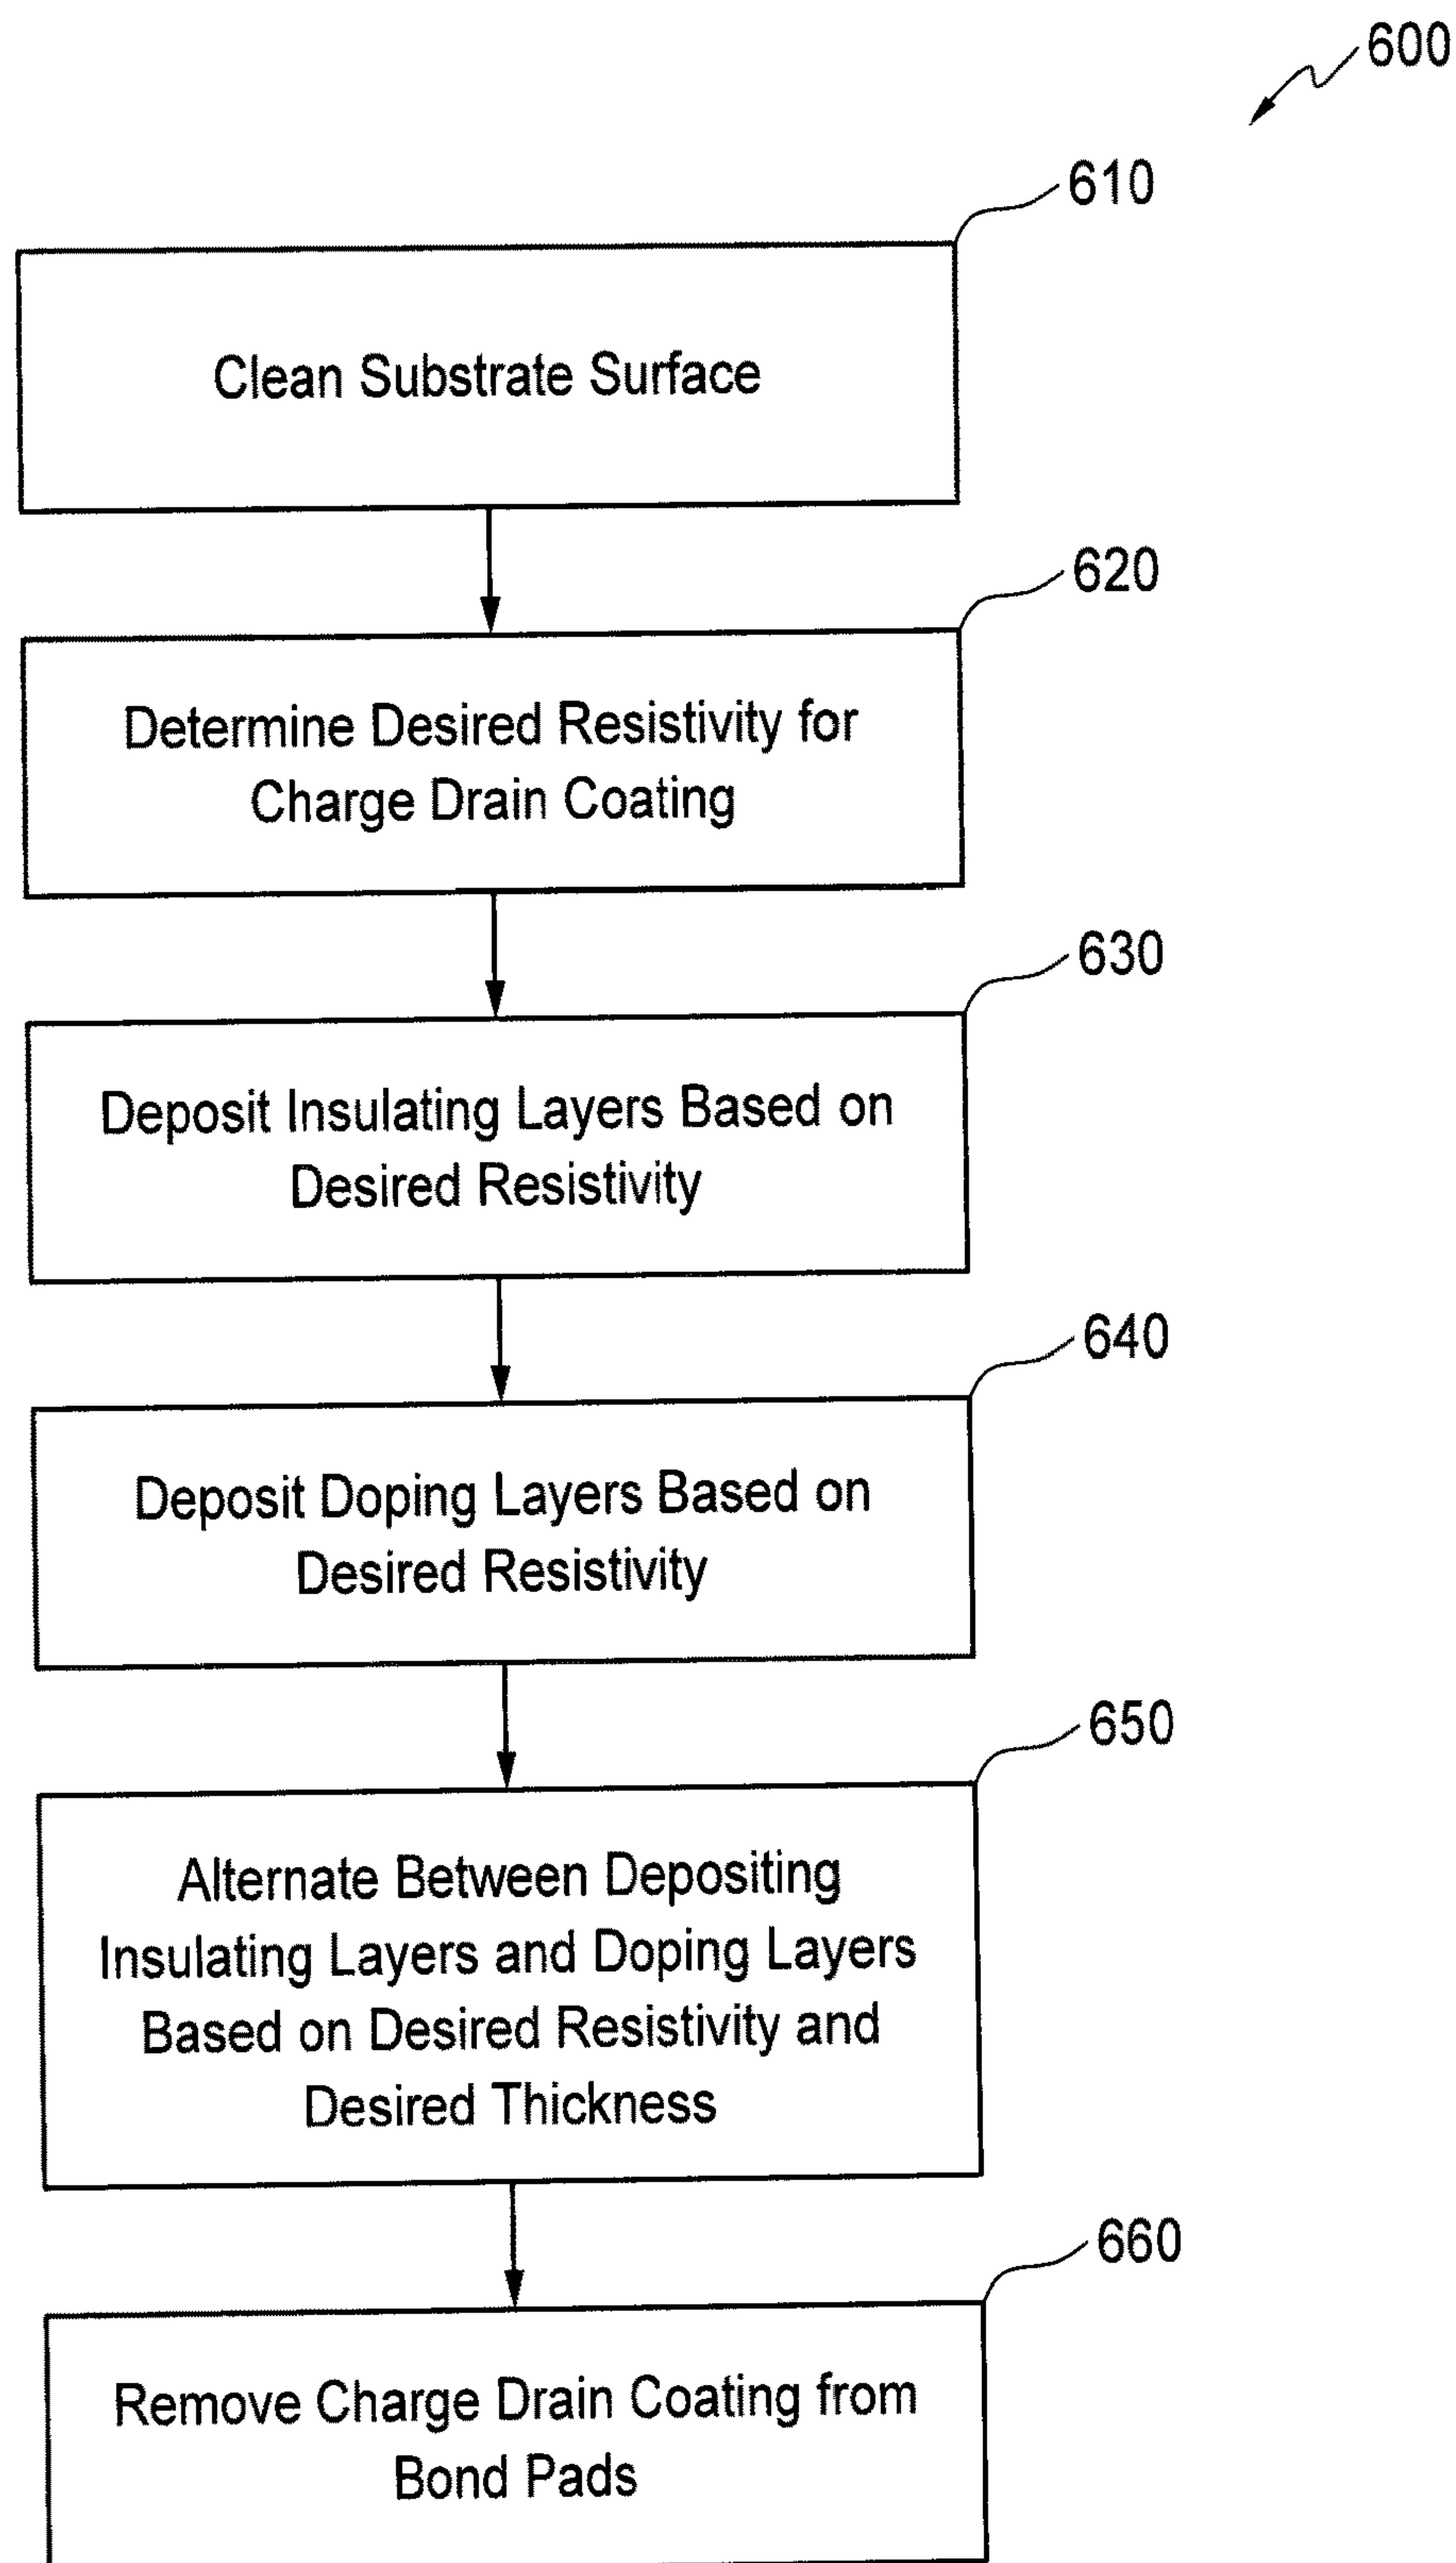 600
610
Clean Substrate Surface
620
Determine Desired Resistivity for
Charge Drain Coating
630
Deposit Insulating Layers Based on
Desired Resistivity
640
Deposit Doping Layers Based on
Desired Resistivity
650
Alternate Between Depositing
Insulating Layers and Doping Layers
Based on Desired Resistivity and
Desired Thickness
660
Remove Charge Drain Coating from
Bond Pads